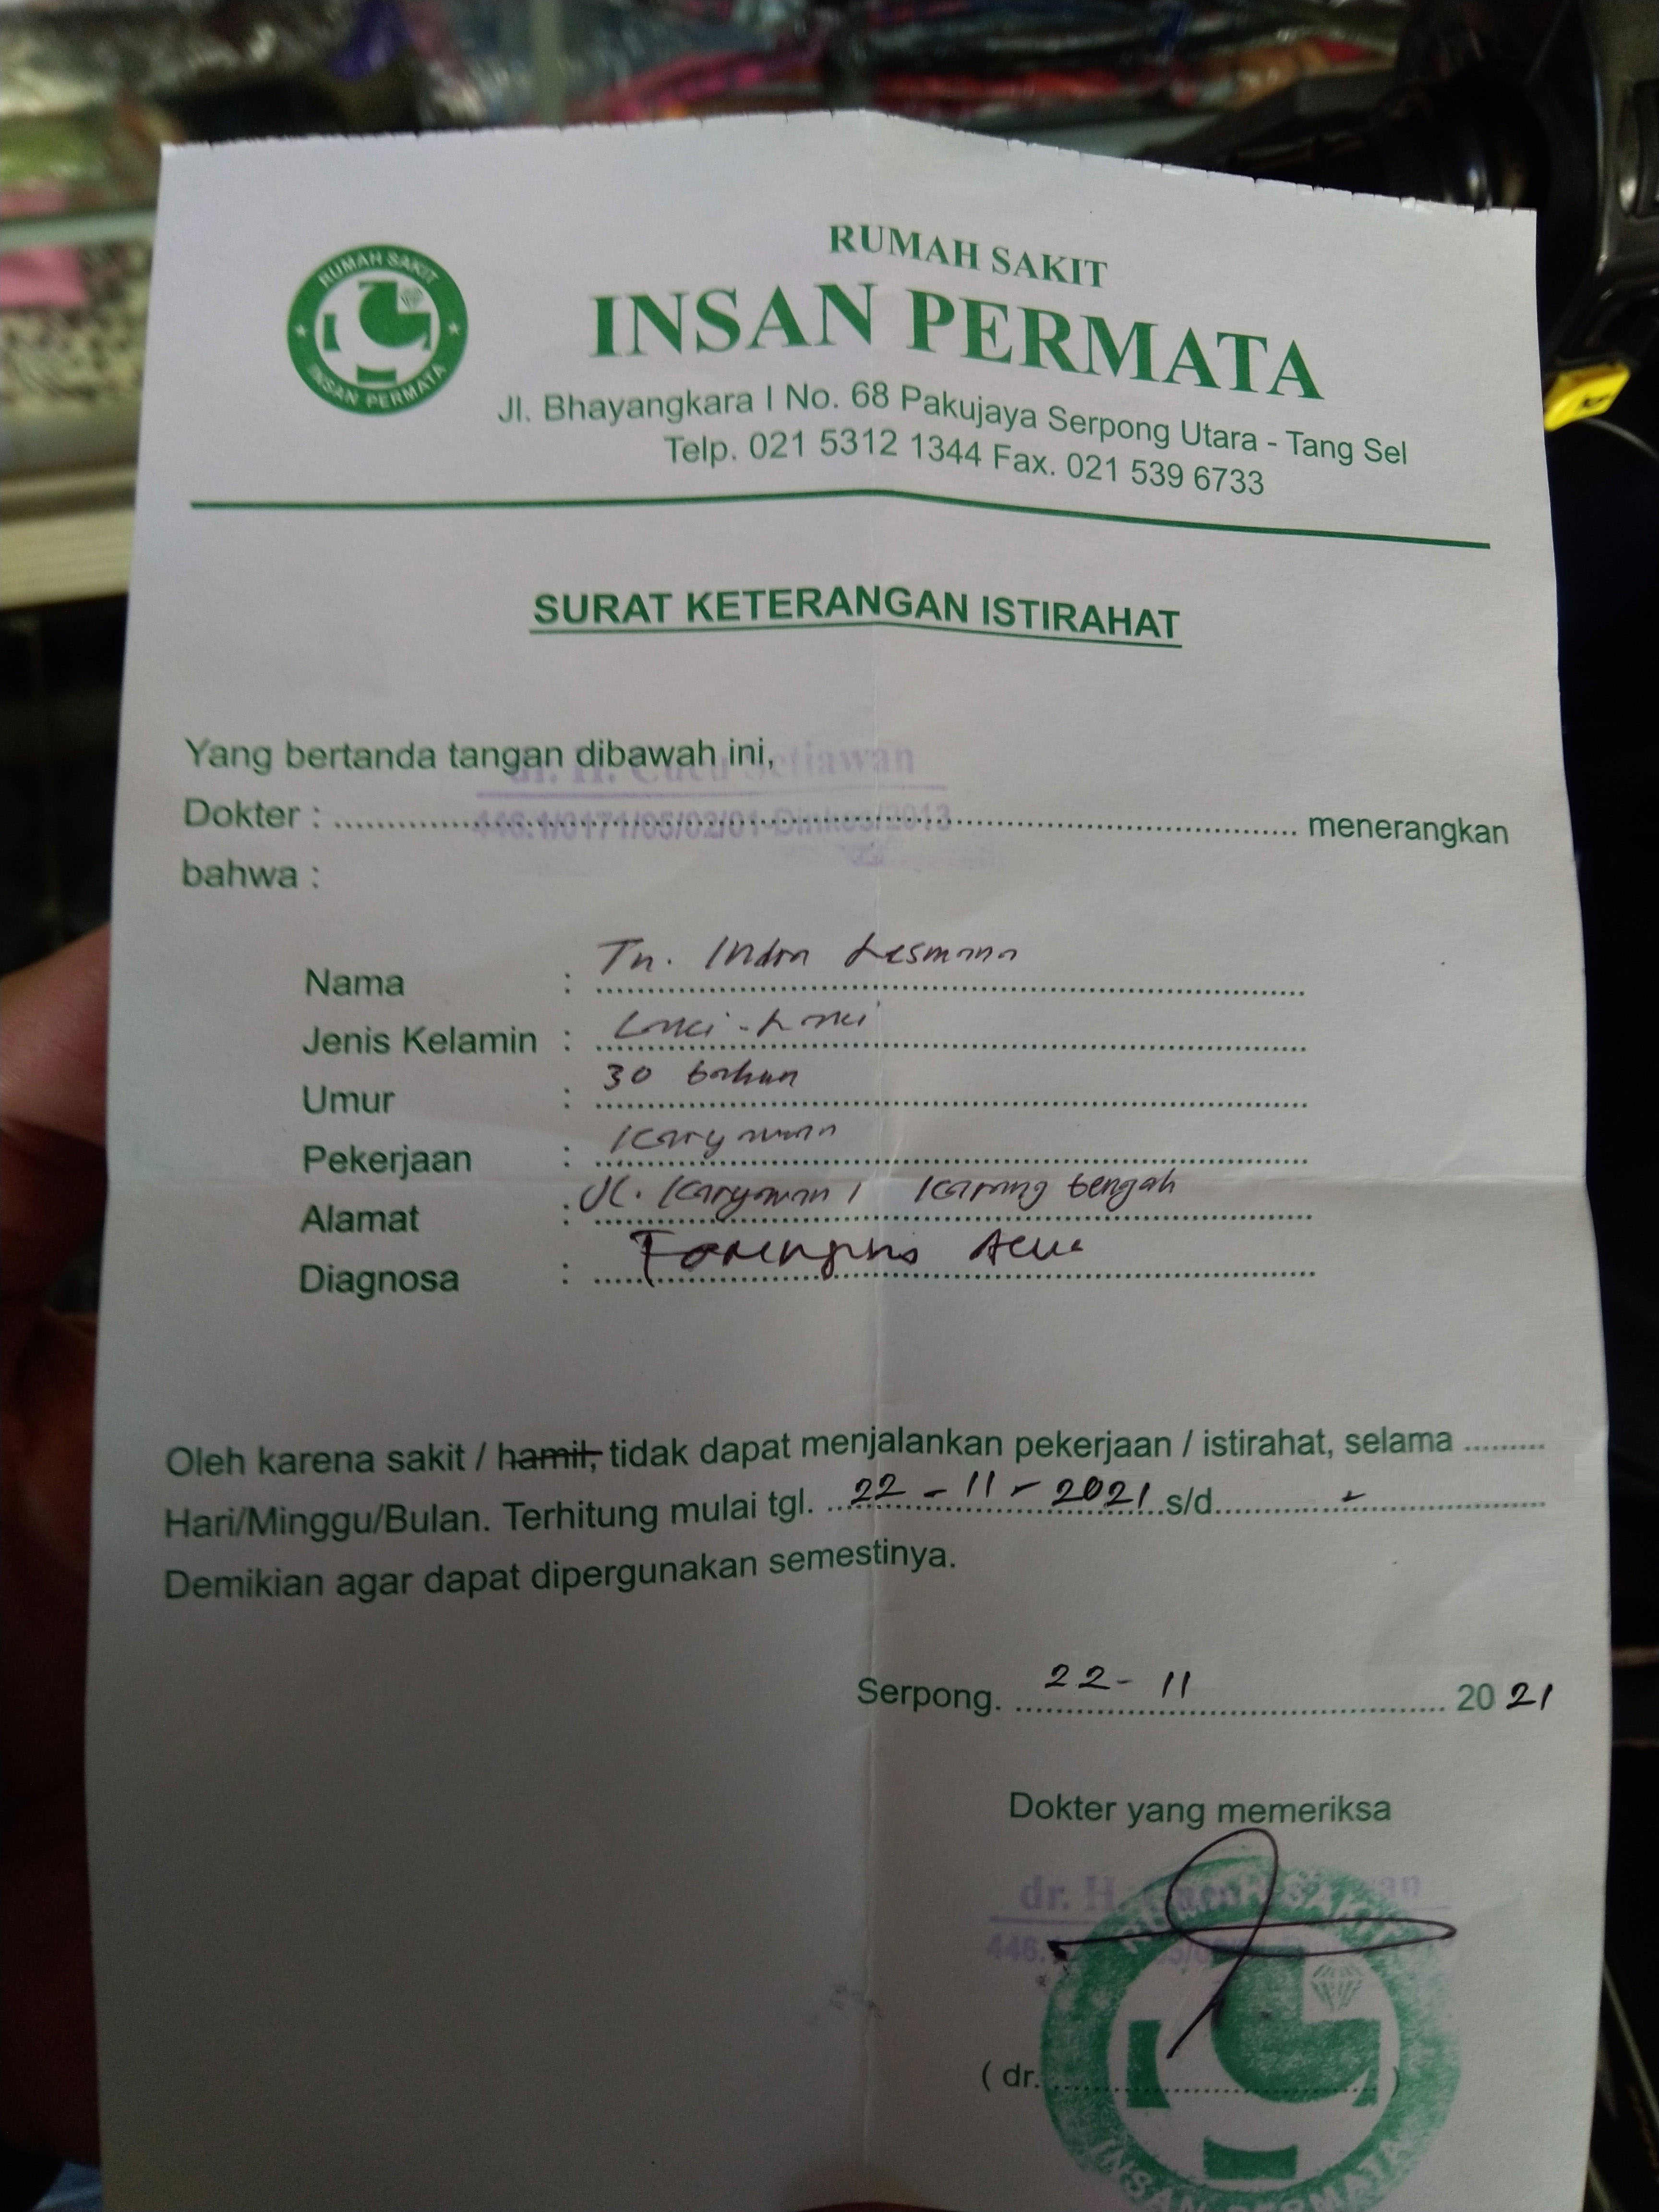 RUMAH SAKIT
INSAN PERMATA
RUMAH SAKIT
INSAN PERMATA
Jl. Bhayangkara I No. 68 Pakujaya Serpong Utara - Tang Sel
Telp. 021 5312 1344 Fax. 021 539 6733
SURAT KETERANGAN ISTIRAHAT
Yang bertanda tangan dibawah ini,
dr. H. Cucu Setiawan
Dokter : menerangkan
446.1/0171/05/02/01-Dinkes/2013
bahwa :
Nama : Tn. Indra Lesmana
Jenis Kelamin : Laki-Laki
Umur : 30 tahun
Pekerjaan : Karyawan
Alamat : Jl. Karyawan 1 Karang tengah
Diagnosa : Faringitis Acut
Oleh karena sakit / hamil, tidak dapat menjalankan pekerjaan / istirahat, selama
Hari/Minggu/Bulan. Terhitung mulai tgl. 22 - 11 - 2021 s/d -
Demikian agar dapat dipergunakan semestinya.
Serpong. 22- 11 2021
Dokter yang memeriksa
dr. H.
446.
( dr. )
RUMAH SAKIT
INSAN PERMATA